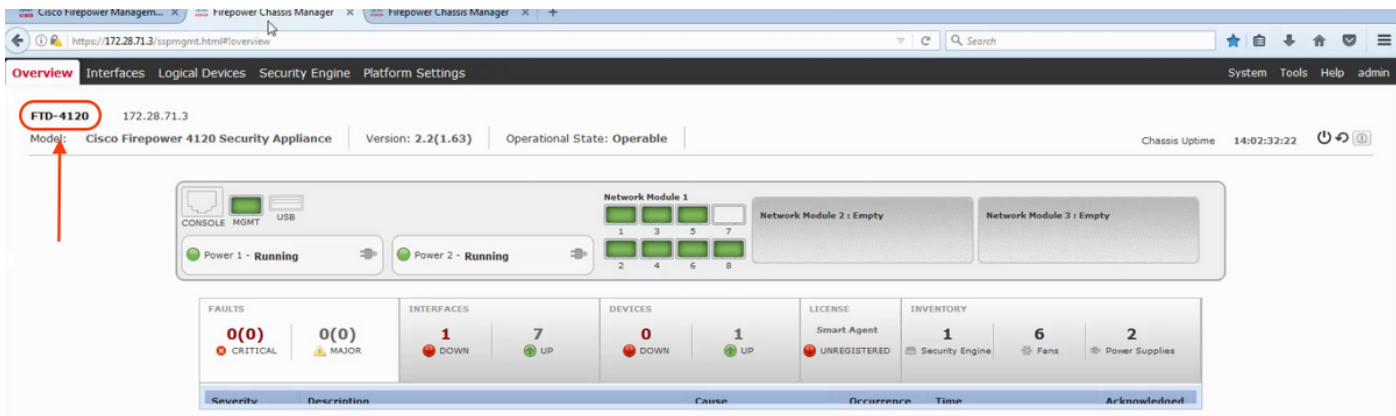 Cisco Firepower Managem... × Firepower Chassis Manager × Firepower Chassis Manager × +
https://172.28.71.3/sspmgmt.html#!overview Search
Overview Interfaces Logical Devices Security Engine Platform Settings System Tools Help admin
FTD-4120 172.28.71.3
Model: Cisco Firepower 4120 Security Appliance Version: 2.2(1.63) Operational State: Operable Chassis Uptime 14:02:32:22
Network Module 1
CONSOLE MGMT USB
Network Module 2 : Empty Network Module 3 : Empty
1 3 5 7
Power 1 - Running Power 2 - Running
2 4 6 8
FAULTS INTERFACES DEVICES LICENSE INVENTORY
0(0) 0(0) 1 7 0 1 Smart Agent 1 6 2
CRITICAL MAJOR DOWN UP DOWN UP UNREGISTERED Security Engine Fans Power Supplies
Severity Description Cause Occurrence Time Acknowledged